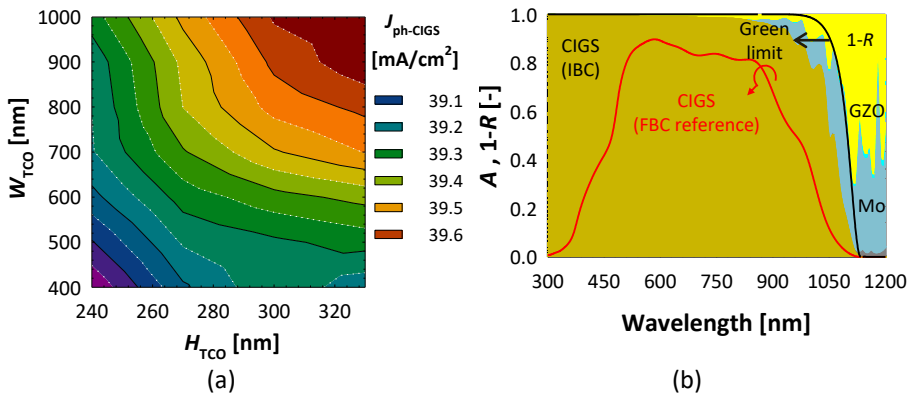 J_ph-CIGS
[mA/cm²]
39.1
39.2
39.3
39.4
39.5
39.6
W_TCO [nm]
1000
900
800
700
600
500
400
240
260
280
300
320
H_TCO [nm]
(a)
A , 1-R [-]
1.0
0.8
0.6
0.4
0.2
0.0
CIGS
(IBC)
Green
limit
1-R
CIGS
(FBC reference)
GZO
Mo
300
450
600
750
900
1050
1200
Wavelength [nm]
(b)